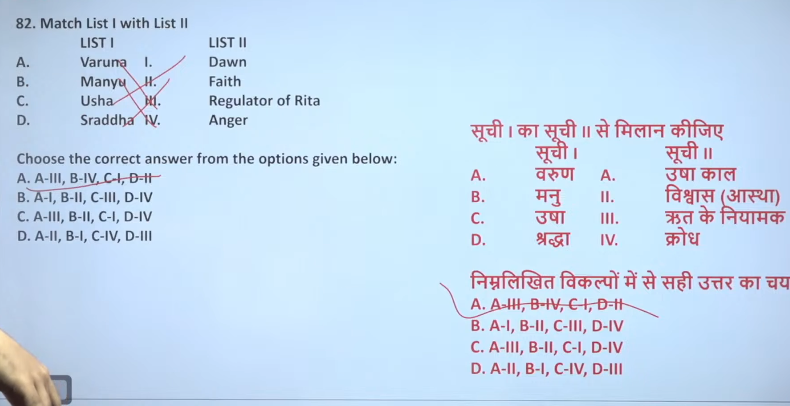 82. Match List I with List II
LIST I LIST II
A. Varuna I. Dawn
B. Manyu II. Faith
C. Usha III. Regulator of Rita
D. Sraddha IV. Anger
Choose the correct answer from the options given below:
A. A-III, B-IV, C-I, D-II
B. A-I, B-II, C-III, D-IV
C. A-III, B-II, C-I, D-IV
D. A-II, B-I, C-IV, D-III
सूची I का सूची II से मिलान कीजिए
सूची I सूची II
A. वरुण A. उषा काल
B. मनु II. विश्वास (आस्था)
C. उषा III. ऋत के नियामक
D. श्रद्धा IV. क्रोध
निम्नलिखित विकल्पों में से सही उत्तर का चय
A. A-III, B-IV, C-I, D-II
B. A-I, B-II, C-III, D-IV
C. A-III, B-II, C-I, D-IV
D. A-II, B-I, C-IV, D-III